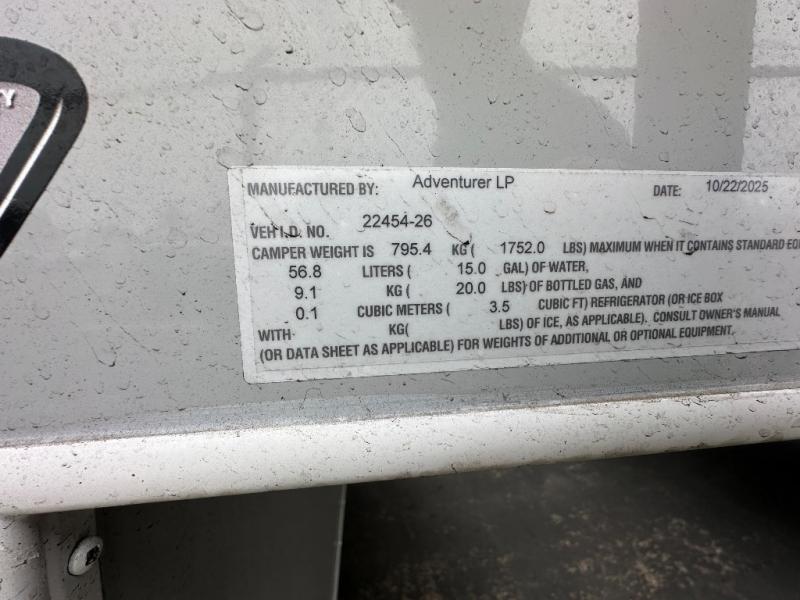 Y
MANUFACTURED BY: Adventurer LP DATE: 10/22/2025
VEH I.D. NO. 22454-26
CAMPER WEIGHT IS 795.4 KG ( 1752.0 LBS) MAXIMUM WHEN IT CONTAINS STANDARD EQ
56.8 LITERS ( 15.0 GAL) OF WATER,
9.1 KG ( 20.0 LBS) OF BOTTLED GAS, AND
0.1 CUBIC METERS ( 3.5 CUBIC FT) REFRIGERATOR (OR ICE BOX
WITH KG( LBS) OF ICE, AS APPLICABLE). CONSULT OWNER'S MANUAL
(OR DATA SHEET AS APPLICABLE) FOR WEIGHTS OF ADDITIONAL OR OPTIONAL EQUIPMENT.